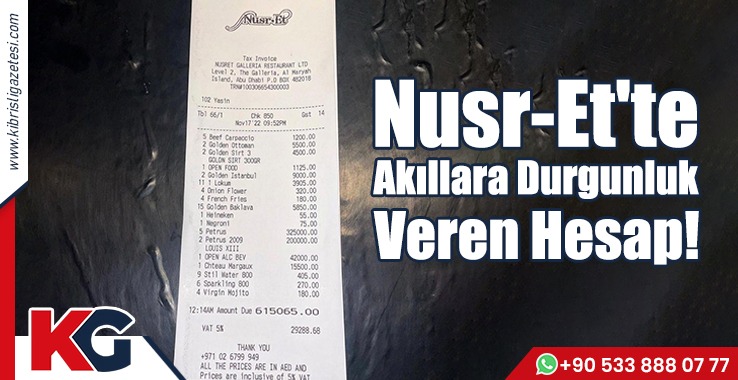 www.kibrisligazetesi.com
Nusr-Et
Tax Invoice
NUSRET GALLERIA RESTAURANT LTD
Level 2, The Galleria, Al Maryah
Island, Abu Dhabi P.O BOX 482018
TRN#100306654300003
102 Yasin
Tbl 66/1 Chk 850 Gst 14
Nov17'22 09:52PM
5 Beef Carpaccio 1200.00
2 Golden Ottoman 5500.00
2 Golden Sirt 3 4500.00
GOLDN SIRT 300GR
1 OPEN FOOD 1125.00
2 Golden Istanbul 9000.00
11 1 Lokum 3905.00
4 Onion Flower 320.00
4 French Fries 180.00
15 Golden Baklava 5850.00
1 Heineken 55.00
1 Negroni 75.00
5 Petrus 325000.00
2 Petrus 2009 200000.00
LOUIS XIII
1 OPEN ALC BEV 42000.00
1 Chteau Margaux 15500.00
9 Stil Water 800 405.00
6 Sparkling 800 270.00
4 Virgin Mojito 180.00
12:14AM Amount Due 615065.00
VAT 5% 29288.68
THANK YOU
+971 02 6799 949
ALL THE PRICES ARE IN AED AND
Prices are inclusive of 5% VAT
Nusr-Et'te
Akıllara Durgunluk
Veren Hesap!
KG
+90 533 888 0 77 7